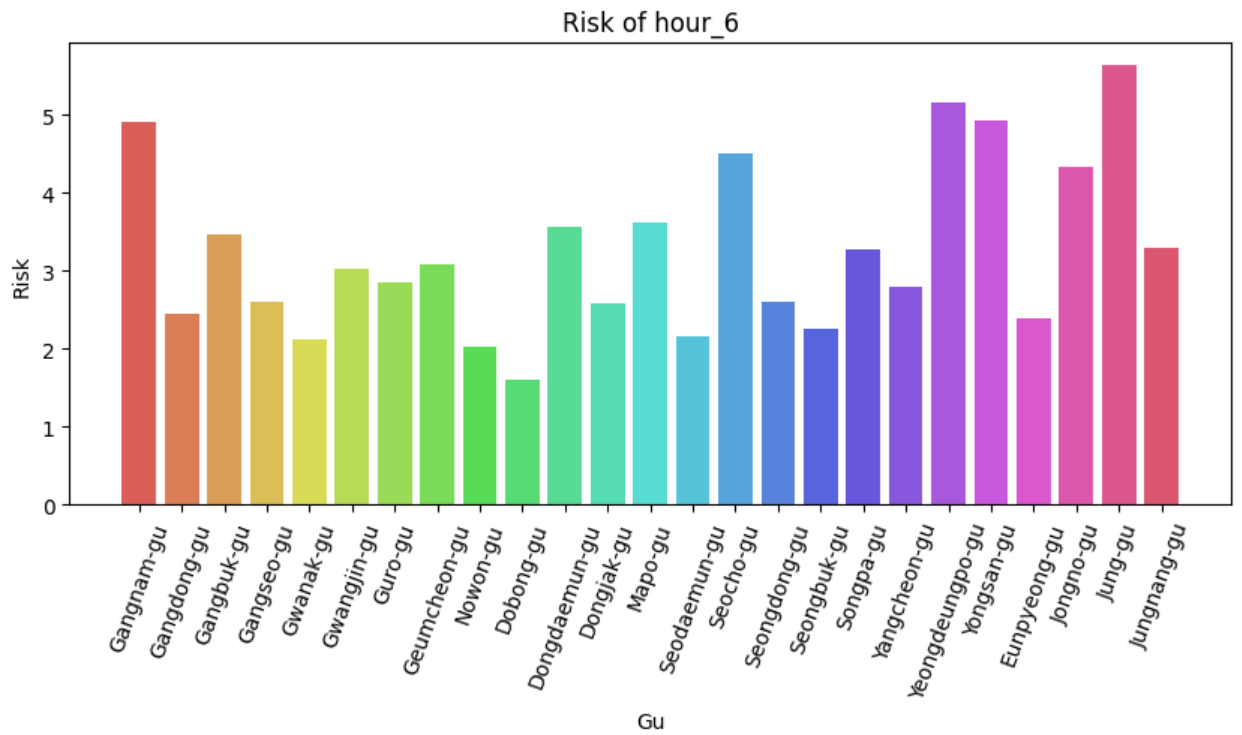 Risk of hour_6
Risk
5
4
3
2
1
0
Gangnam-gu
Gangdong-gu
Gangbuk-gu
Gangseo-gu
Gwanak-gu
Gwangjin-gu
Guro-gu
Geumcheon-gu
Nowon-gu
Dobong-gu
Dongdaemun-gu
Dongjak-gu
Mapo-gu
Seodaemun-gu
Seocho-gu
Seongdong-gu
Seongbuk-gu
Songpa-gu
Yangcheon-gu
Yeongdeungpo-gu
Yongsan-gu
Eunpyeong-gu
Jongno-gu
Jung-gu
Jungnang-gu
Gu